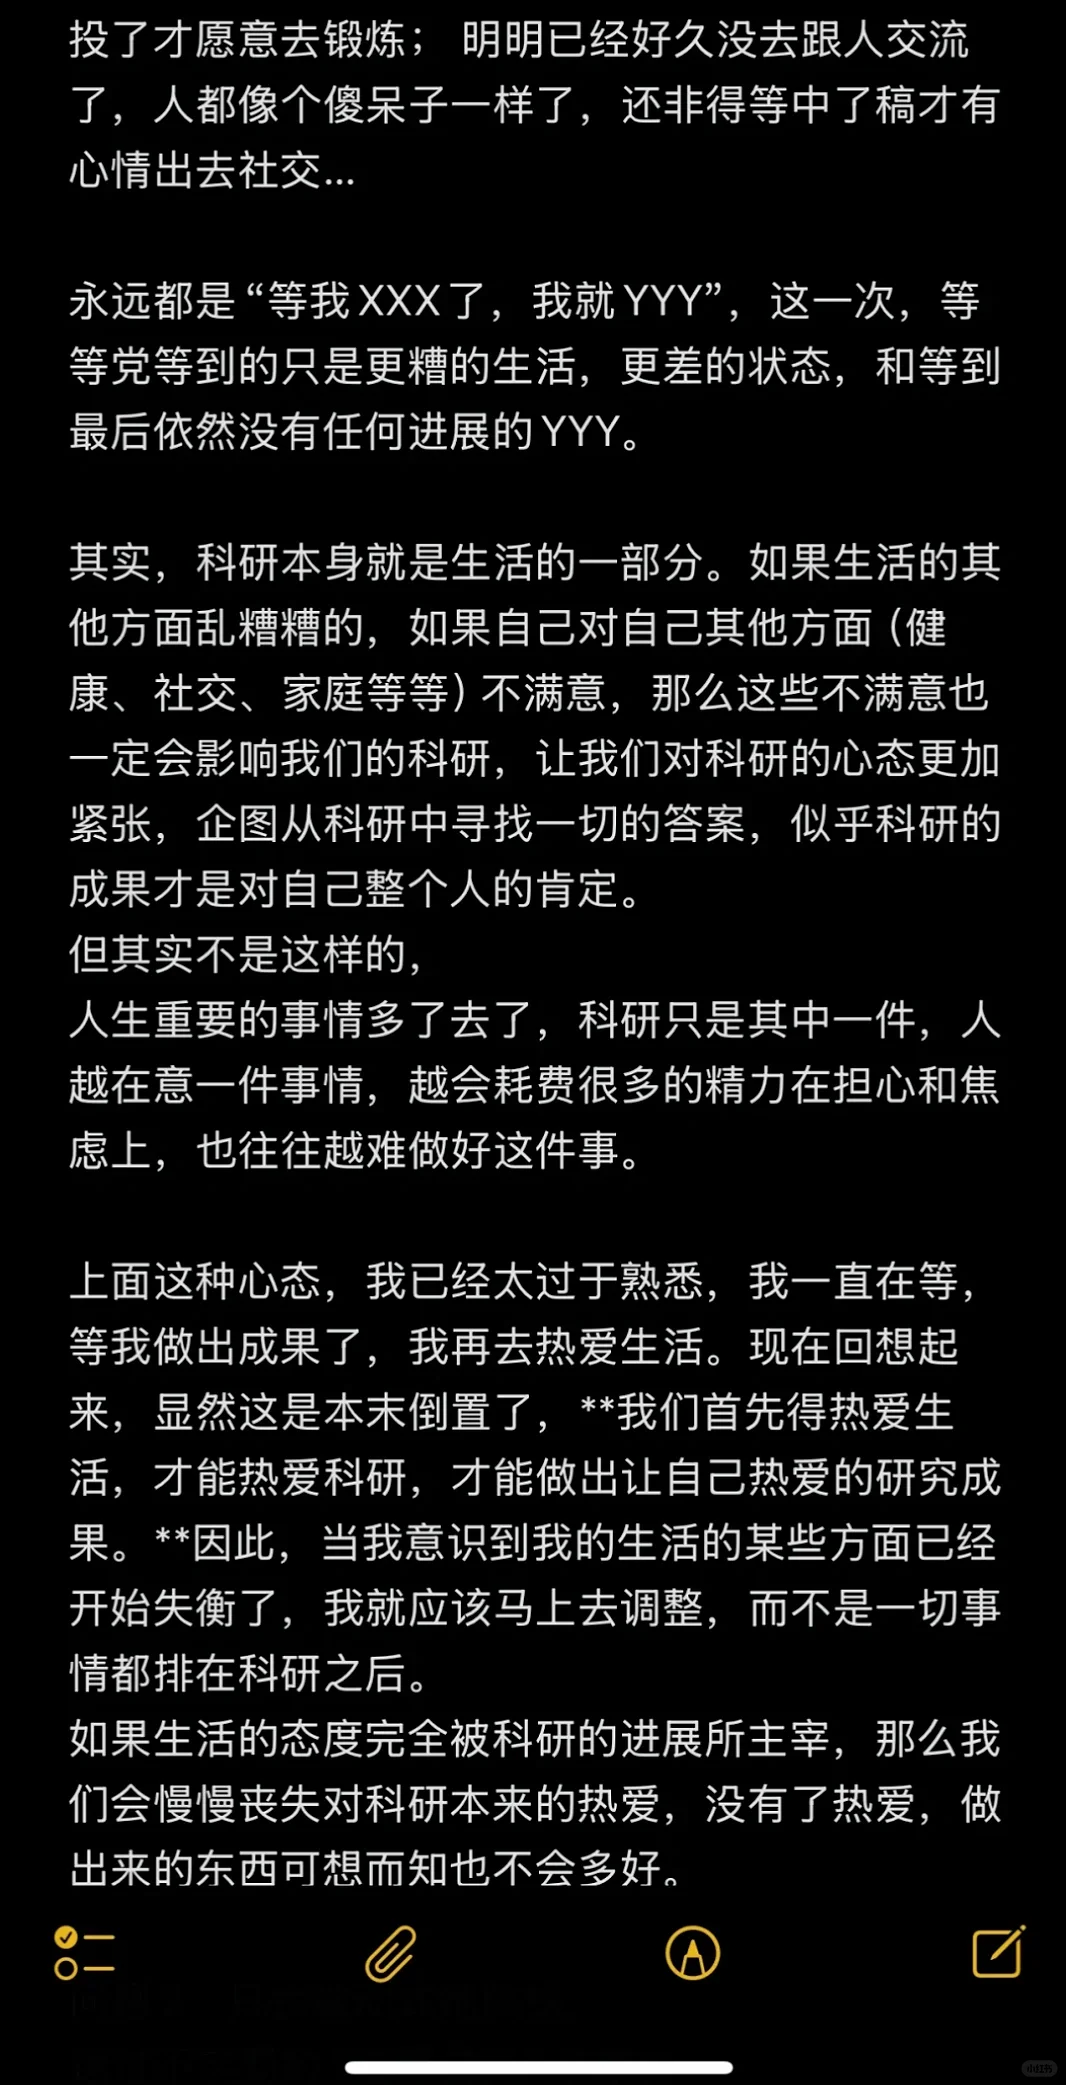 投了才愿意去锻炼； 明明已经好久没去跟人交流
了，人都像个傻呆子一样了，还非得等中了稿才有
心情出去社交...
永远都是 “等我 XXX 了，我就 YYY”，这一次，等
等党等到的只是更糟的生活，更差的状态，和等到
最后依然没有任何进展的 YYY。
其实，科研本身就是生活的一部分。如果生活的其
他方面乱糟糟的，如果自己对自己其他方面 (健
康、社交、家庭等等) 不满意，那么这些不满意也
一定会影响我们的科研，让我们对科研的心态更加
紧张，企图从科研中寻找一切的答案，似乎科研的
成果才是对自己整个人的肯定。
但其实不是这样的，
人生重要的事情多了去了，科研只是其中一件，人
越在意一件事情，越会耗费很多的精力在担心和焦
虑上，也往往越难做好这件事。
上面这种心态，我已经太过于熟悉，我一直在等，
等我做出成果了，我再去热爱生活。现在回想起
来，显然这是本末倒置了，**我们首先得热爱生
活，才能热爱科研，才能做出让自己热爱的研究成
果。**因此，当我意识到我的生活的某些方面已经
开始失衡了，我就应该马上去调整，而不是一切事
情都排在科研之后。
如果生活的态度完全被科研的进展所主宰，那么我
们会慢慢丧失对科研本来的热爱，没有了热爱，做
出来的东西可想而知也不会多好。
小红书